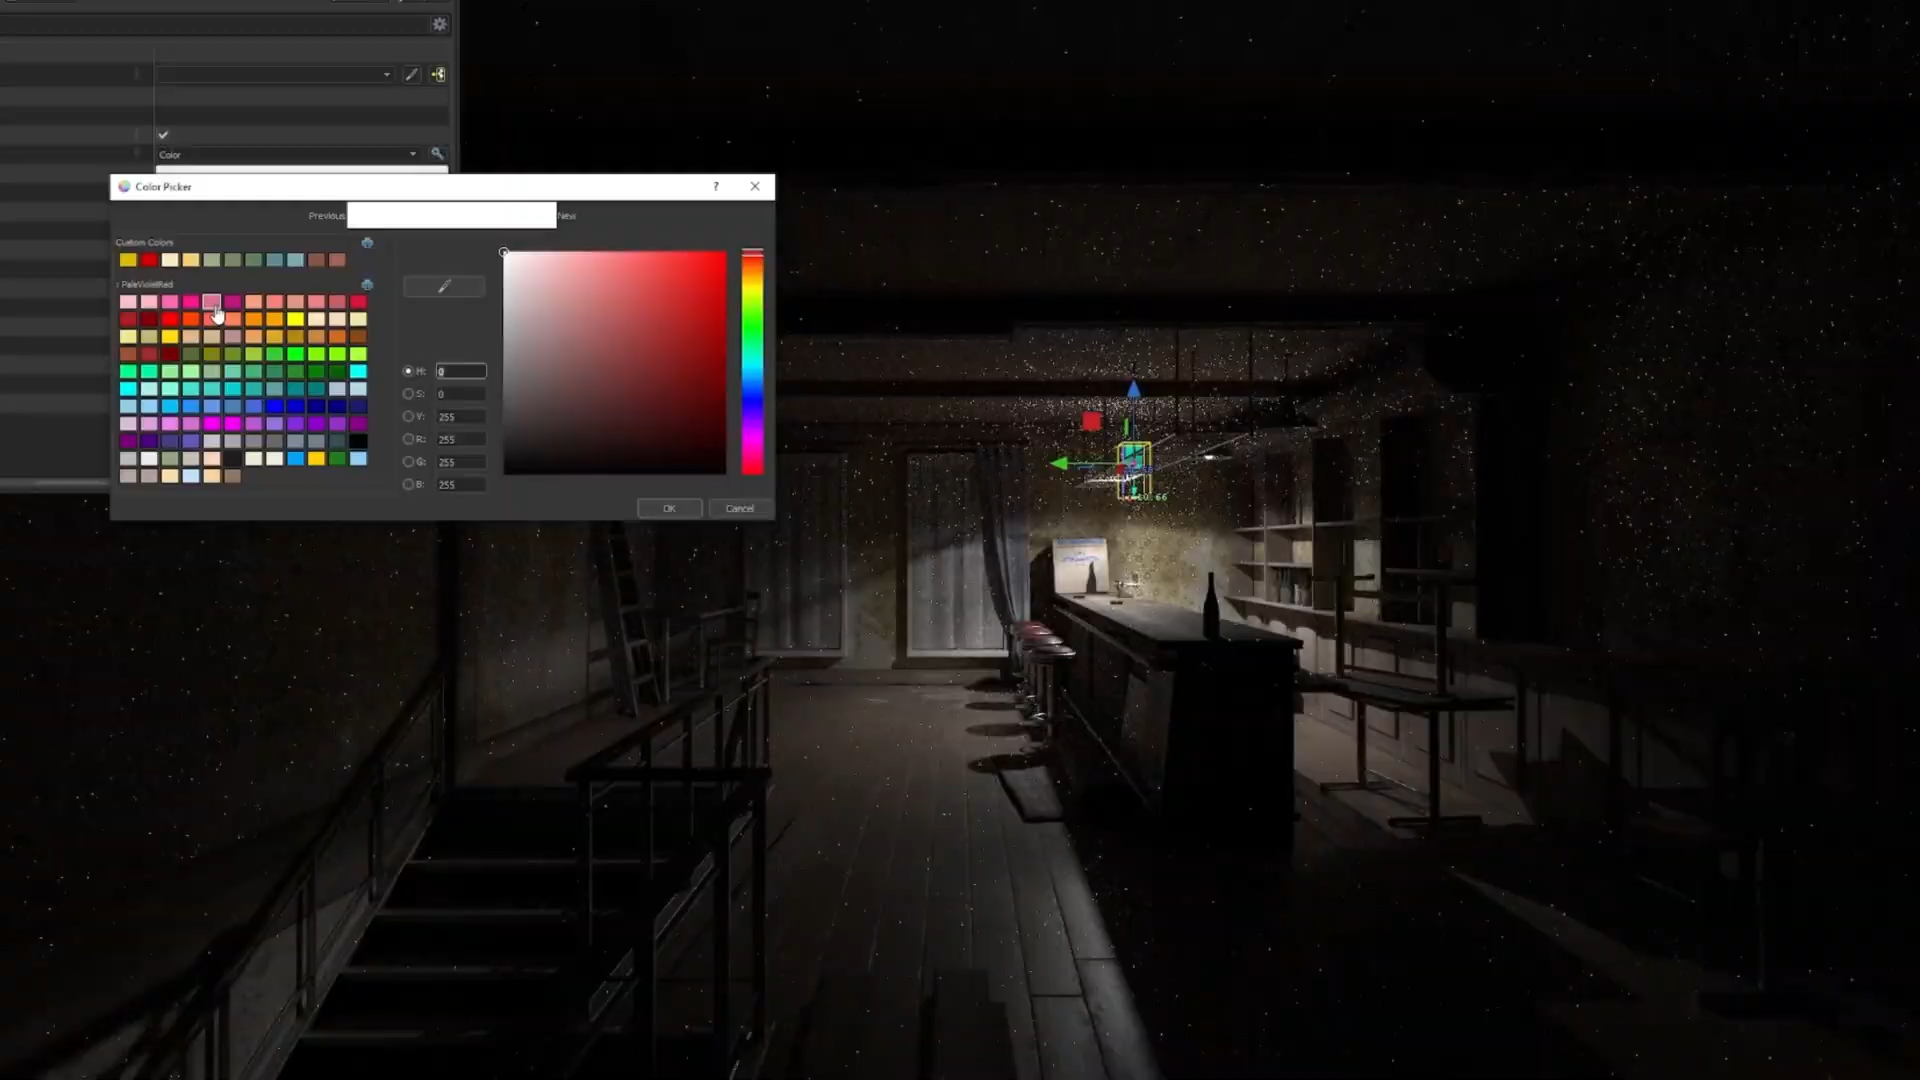 Color
Color Picker
?
Previous
New
Custom Colors
: PaleVioletRed
H: 0
S: 0
V: 255
R: 255
G: 255
B: 255
OK
Cancel